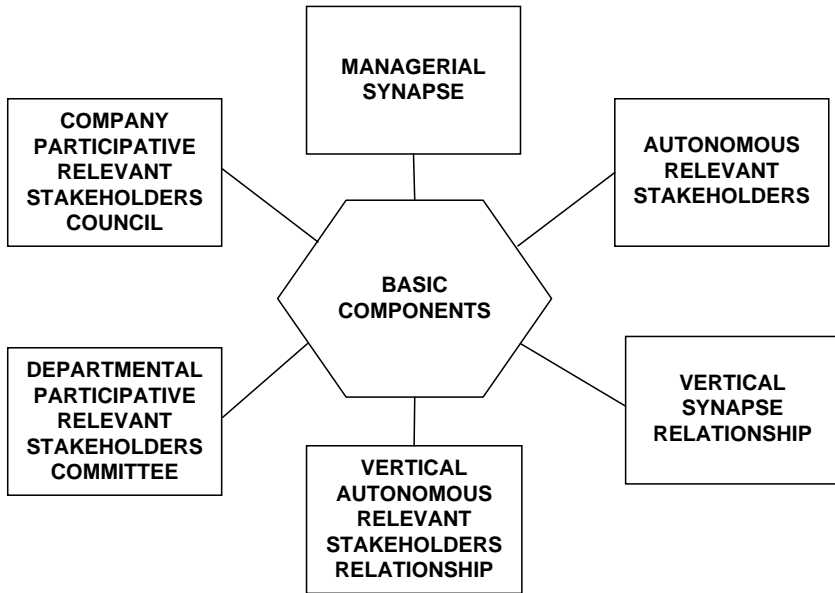 MANAGERIAL
SYNAPSE
COMPANY
PARTICIPATIVE
RELEVANT
STAKEHOLDERS
COUNCIL
AUTONOMOUS
RELEVANT
STAKEHOLDERS
BASIC
COMPONENTS
DEPARTMENTAL
PARTICIPATIVE
RELEVANT
STAKEHOLDERS
COMMITTEE
VERTICAL
SYNAPSE
RELATIONSHIP
VERTICAL
AUTONOMOUS
RELEVANT
STAKEHOLDERS
RELATIONSHIP